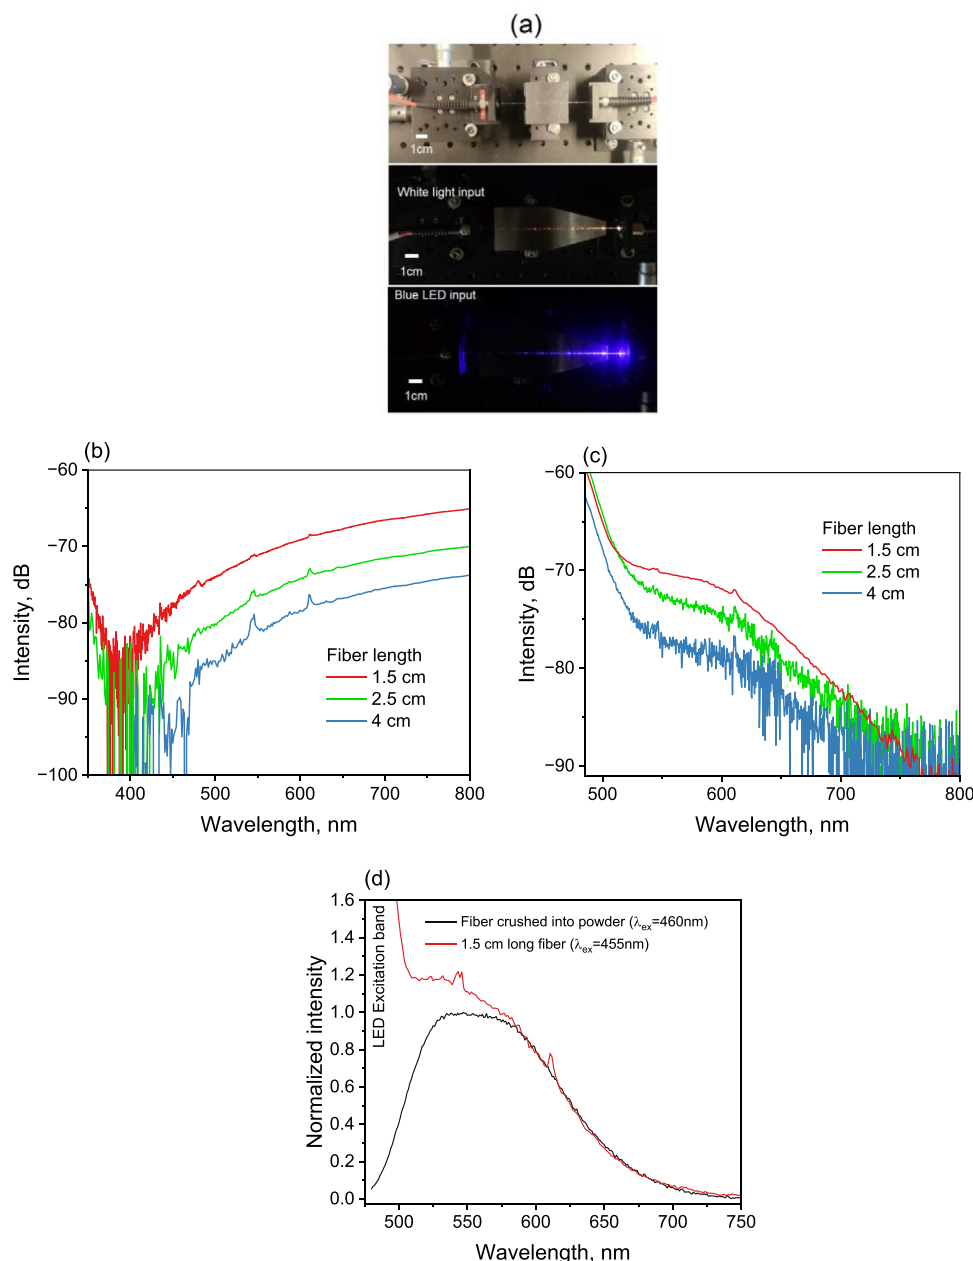 (a)
1cm
White light input
1cm
Blue LED input
1cm
(b)
−60
−70
−80
−90
−100
Intensity, dB
Fiber length
1.5 cm
2.5 cm
4 cm
400 500 600 700 800
Wavelength, nm
(c)
−60
−70
−80
−90
Intensity, dB
Fiber length
1.5 cm
2.5 cm
4 cm
500 600 700 800
Wavelength, nm
(d)
1.6
1.4
1.2
1.0
0.8
0.6
0.4
0.2
0.0
Normalized intensity
LED Excitation band
Fiber crushed into powder (λex=460nm)
1.5 cm long fiber (λex=455nm)
500 550 600 650 700 750
Wavelength, nm